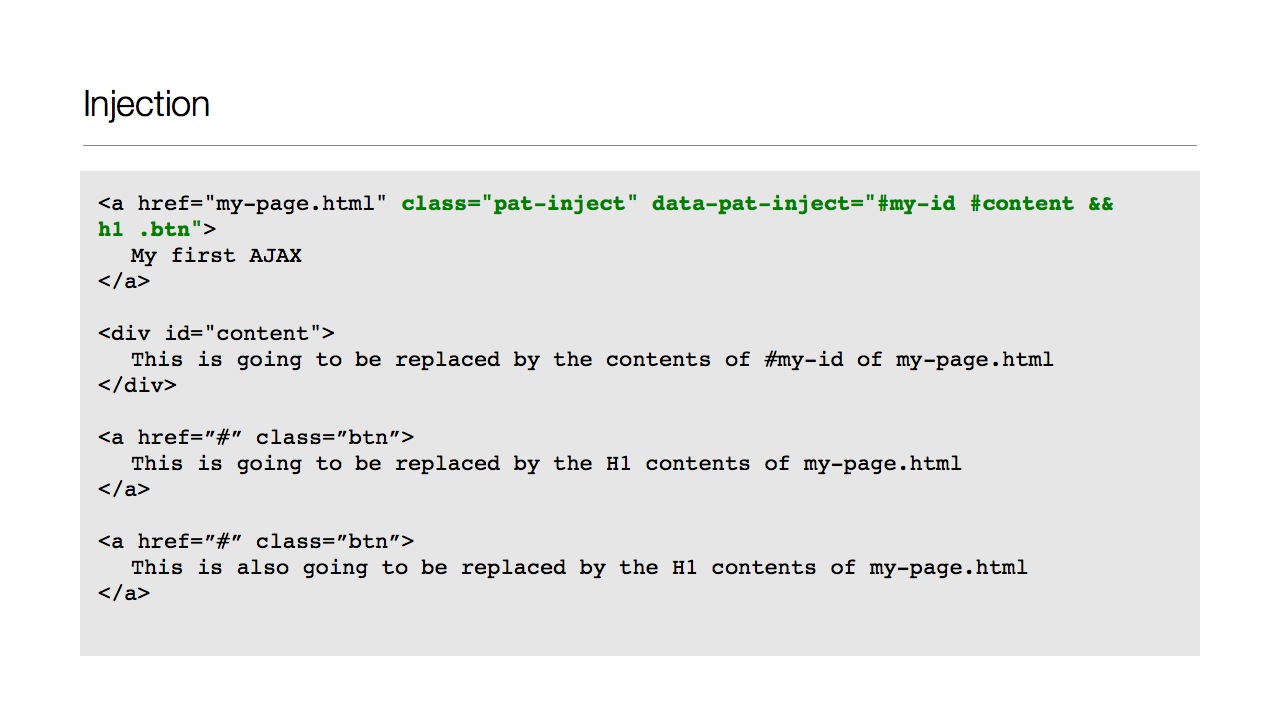 Injection
<a href="my-page.html" class="pat-inject" data-pat-inject="#my-id #content &&
h1 .btn">
My first AJAX
</a>
<div id="content">
This is going to be replaced by the contents of #my-id of my-page.html
</div>
<a href=”#” class=”btn”>
This is going to be replaced by the H1 contents of my-page.html
</a>
<a href=”#” class=”btn”>
This is also going to be replaced by the H1 contents of my-page.html
</a>